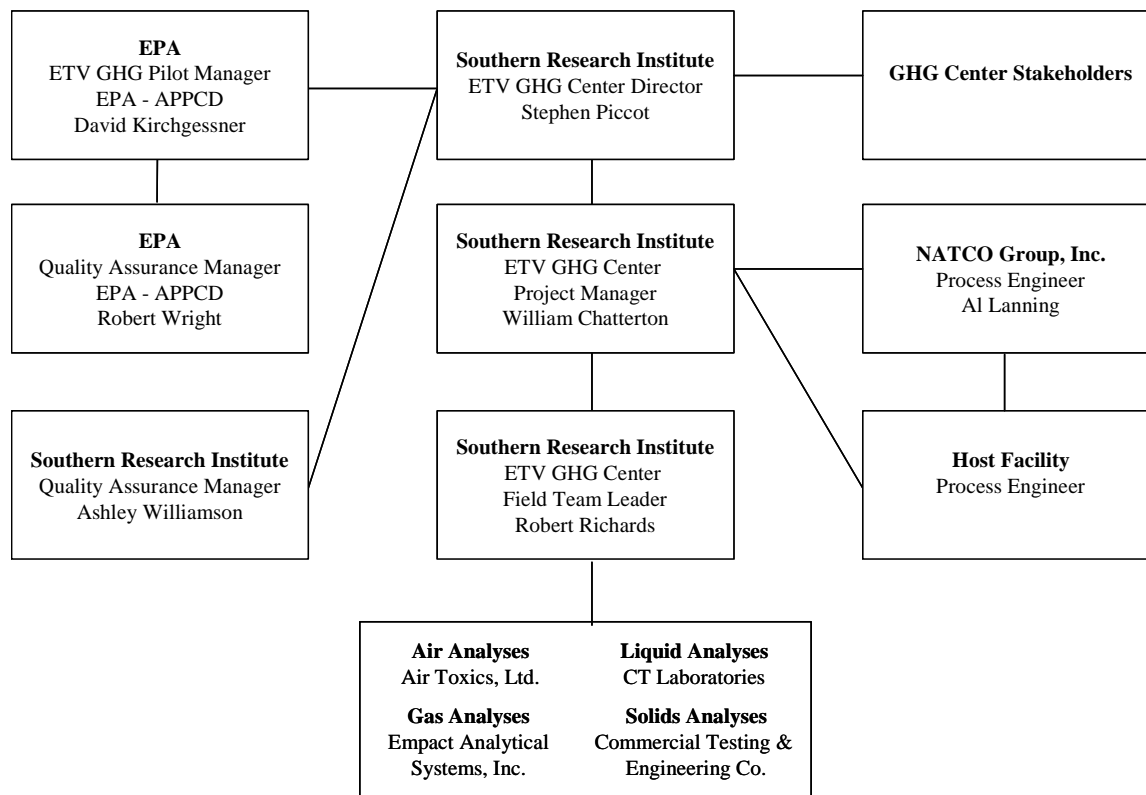 EPA
ETV GHG Pilot Manager
EPA - APPCD
David Kirchgessner
Southern Research Institute
ETV GHG Center Director
Stephen Piccot
GHG Center Stakeholders
EPA
Quality Assurance Manager
EPA - APPCD
Robert Wright
Southern Research Institute
ETV GHG Center
Project Manager
William Chatterton
NATCO Group, Inc.
Process Engineer
Al Lanning
Southern Research Institute
Quality Assurance Manager
Ashley Williamson
Southern Research Institute
ETV GHG Center
Field Team Leader
Robert Richards
Host Facility
Process Engineer
Air Analyses
Air Toxics, Ltd.
Liquid Analyses
CT Laboratories
Gas Analyses
Empact Analytical
Systems, Inc.
Solids Analyses
Commercial Testing &
Engineering Co.